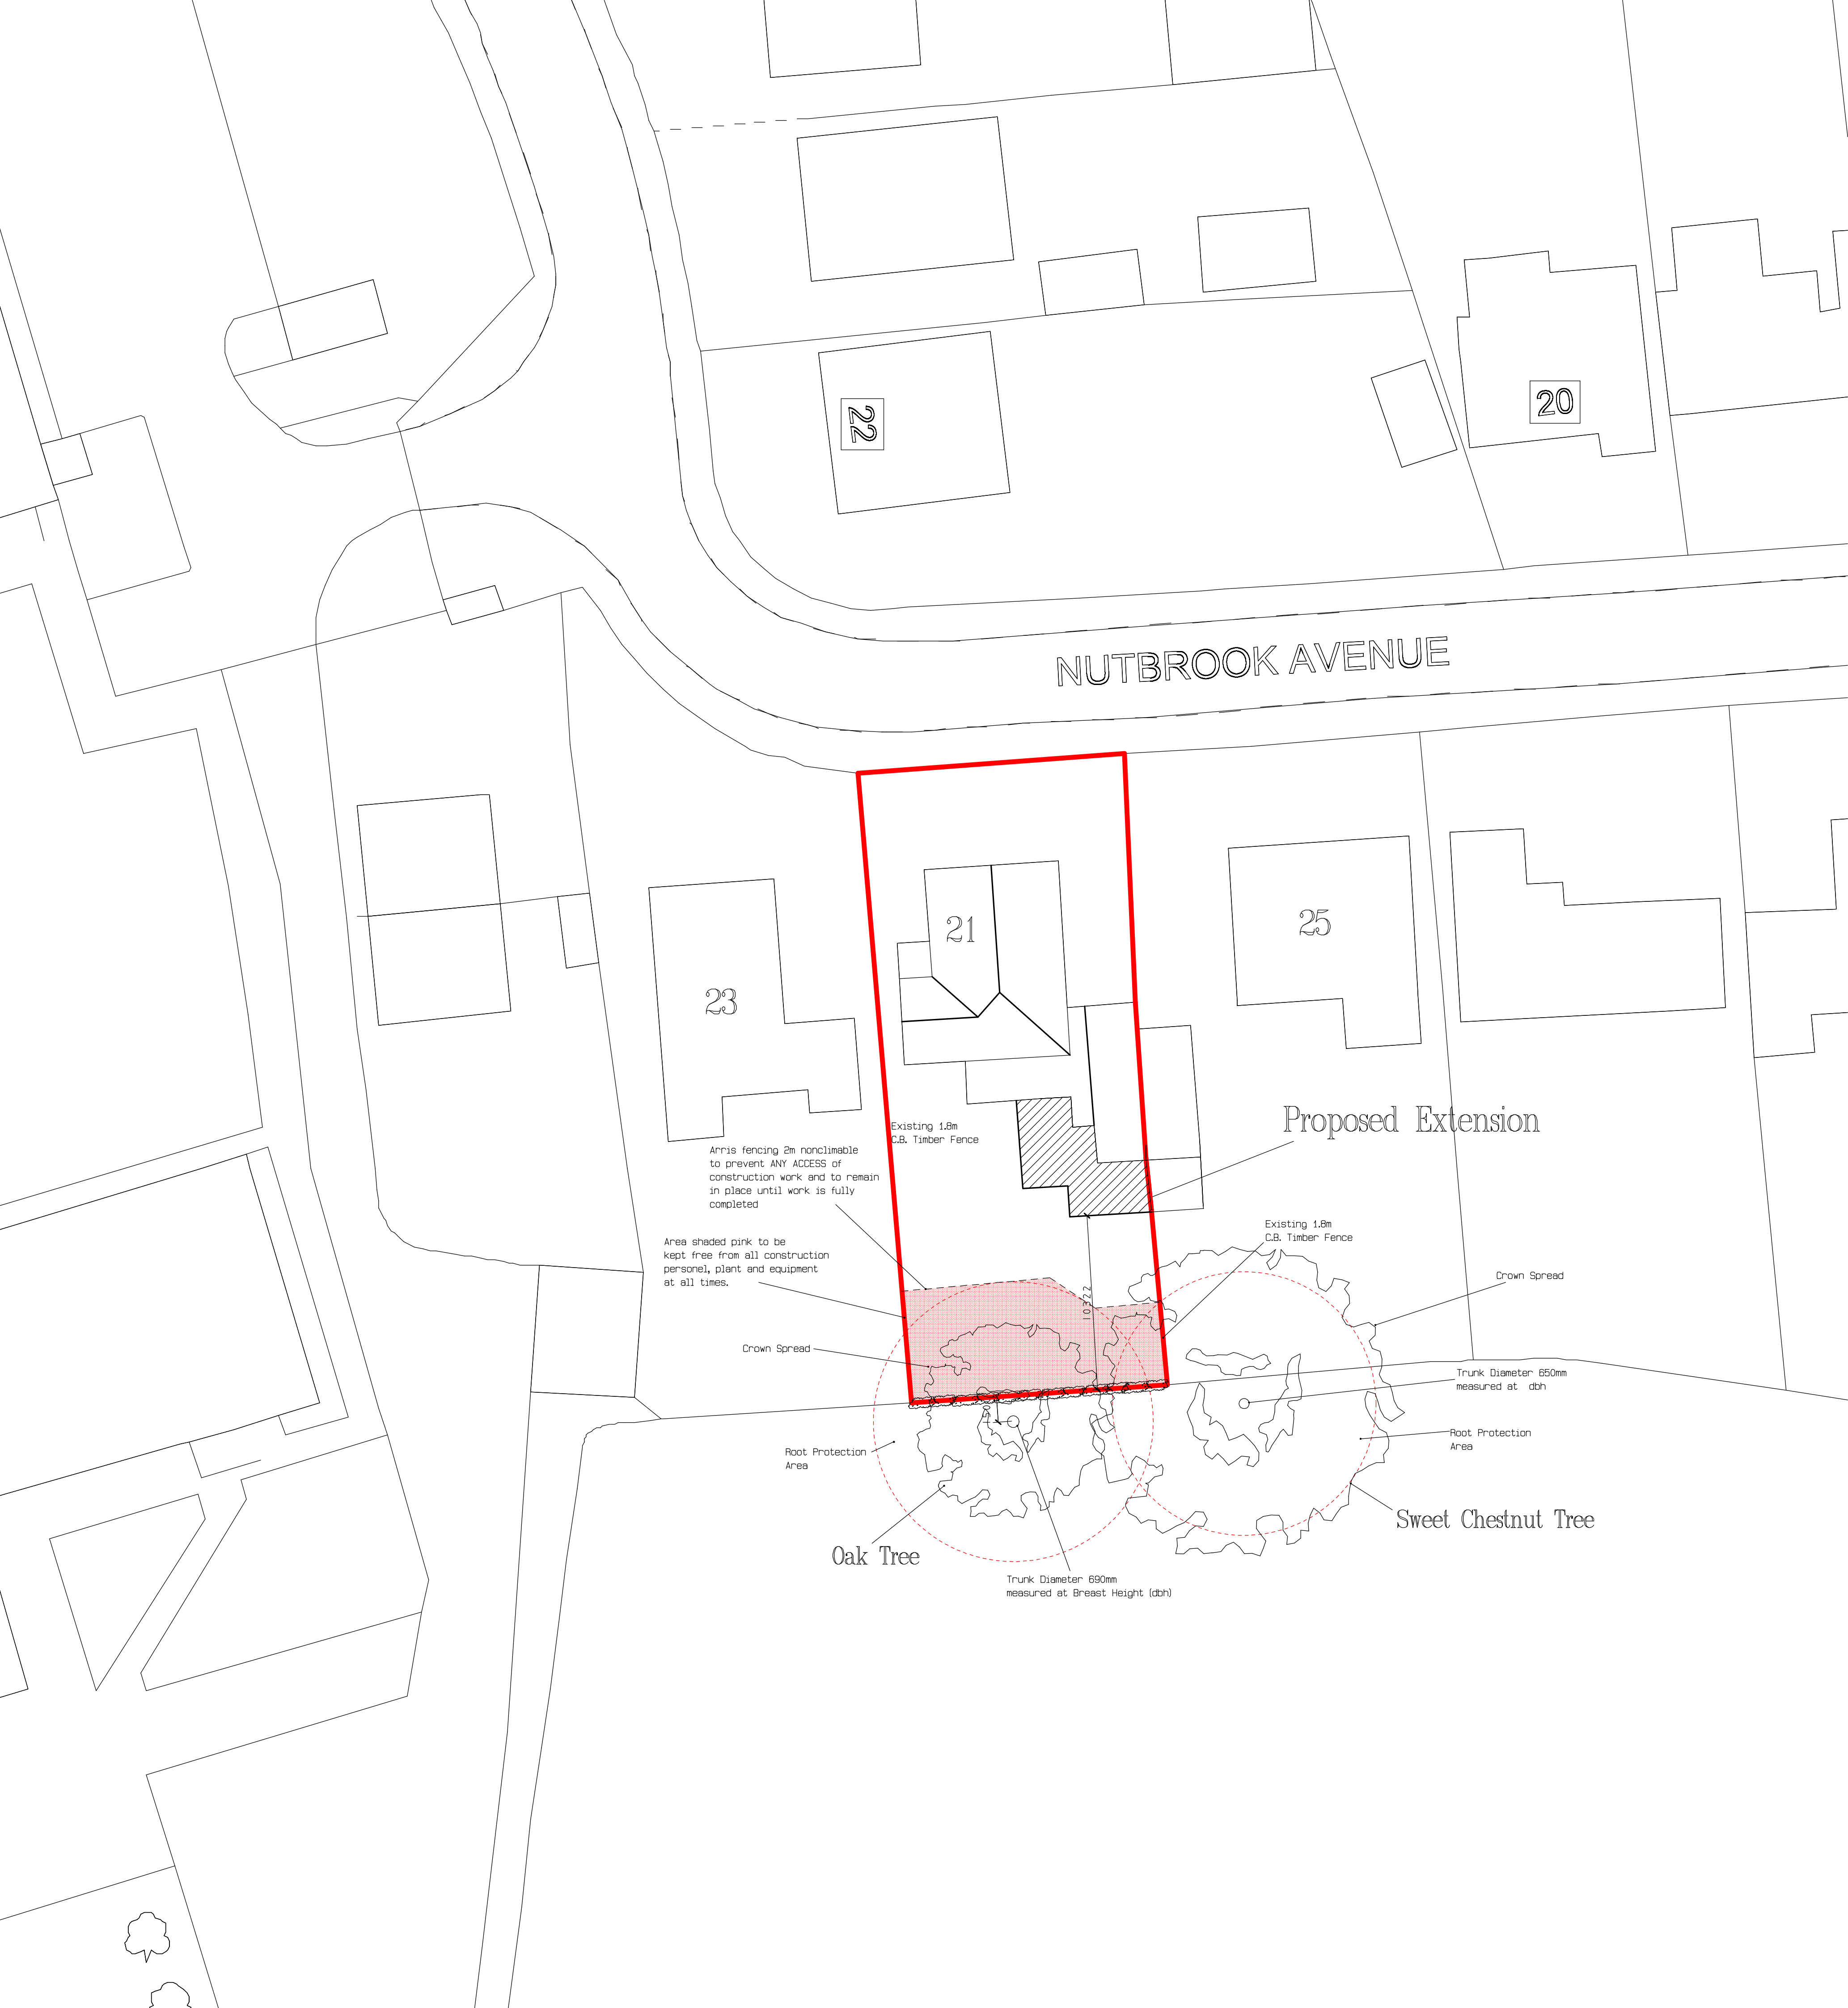 22
20
NUTBROOK AVENUE
21
25
23
Proposed Extension
Existing 1.8m
C.B. Timber Fence
Arris fencing 2m nonclimable
to prevent ANY ACCESS of
construction work and to remain
in place until work is fully
completed
Existing 1.8m
C.B. Timber Fence
Area shaded pink to be
kept free from all construction
personel, plant and equipment
at all times.
Crown Spread
10322
Crown Spread
Trunk Diameter 650mm
measured at dbh
Root Protection
Area
Root Protection
Area
Sweet Chestnut Tree
Oak Tree
Trunk Diameter 690mm
measured at Breast Height (dbh)